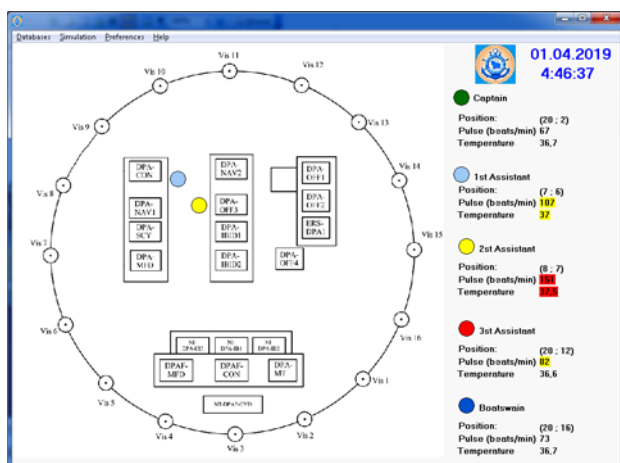 Databases Simulation Preferences Help
01.04.2019
4:46:37
Vis 11
Vis 10
Vis 12
Vis 9
Vis 13
Vis 8
Vis 14
Vis 7
Vis 15
Vis 6
Vis 16
Vis 5
Vis 1
Vis 4
Vis 3
Vis 2
DPA-
CON
DPA-
NAV1
DPA-
SCY
DPA-
MFD
DPA-
NAV2
DPA-
OFF3
DPA-
IBID1
DPA-
IBID2
DPA-
OFF1
DPA-
OFF2
ERS-
DPA1
DPA-
OFF4
DPAF-
MFD
DPAF-
CON
DPA-
MT
Captain
Position: (20 ; 2)
Pulse (beats/min) 67
Temperature 36,7
1st Assistant
Position: (7 ; 6)
Pulse (beats/min) 107
Temperature 37
2st Assistant
Position: (8 ; 7)
Pulse (beats/min) 151
Temperature 37,5
3st Assistant
Position: (20 ; 12)
Pulse (beats/min) 82
Temperature 36,6
Boatswain
Position: (20 ; 16)
Pulse (beats/min) 73
Temperature 36,7